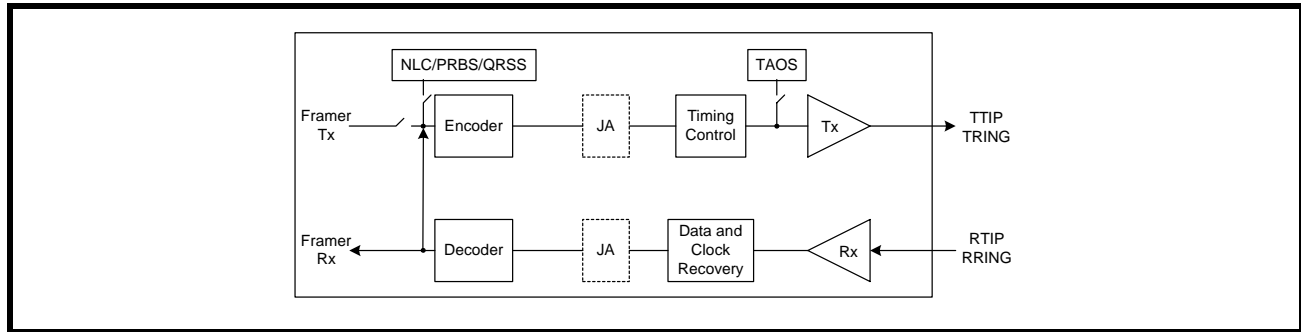 NLC/PRBS/QRSS
TAOS
Framer
Tx
Encoder
JA
Timing
Control
Tx
TTIP
TRING
Framer
Rx
Decoder
JA
Data and
Clock
Recovery
Rx
RTIP
RRING